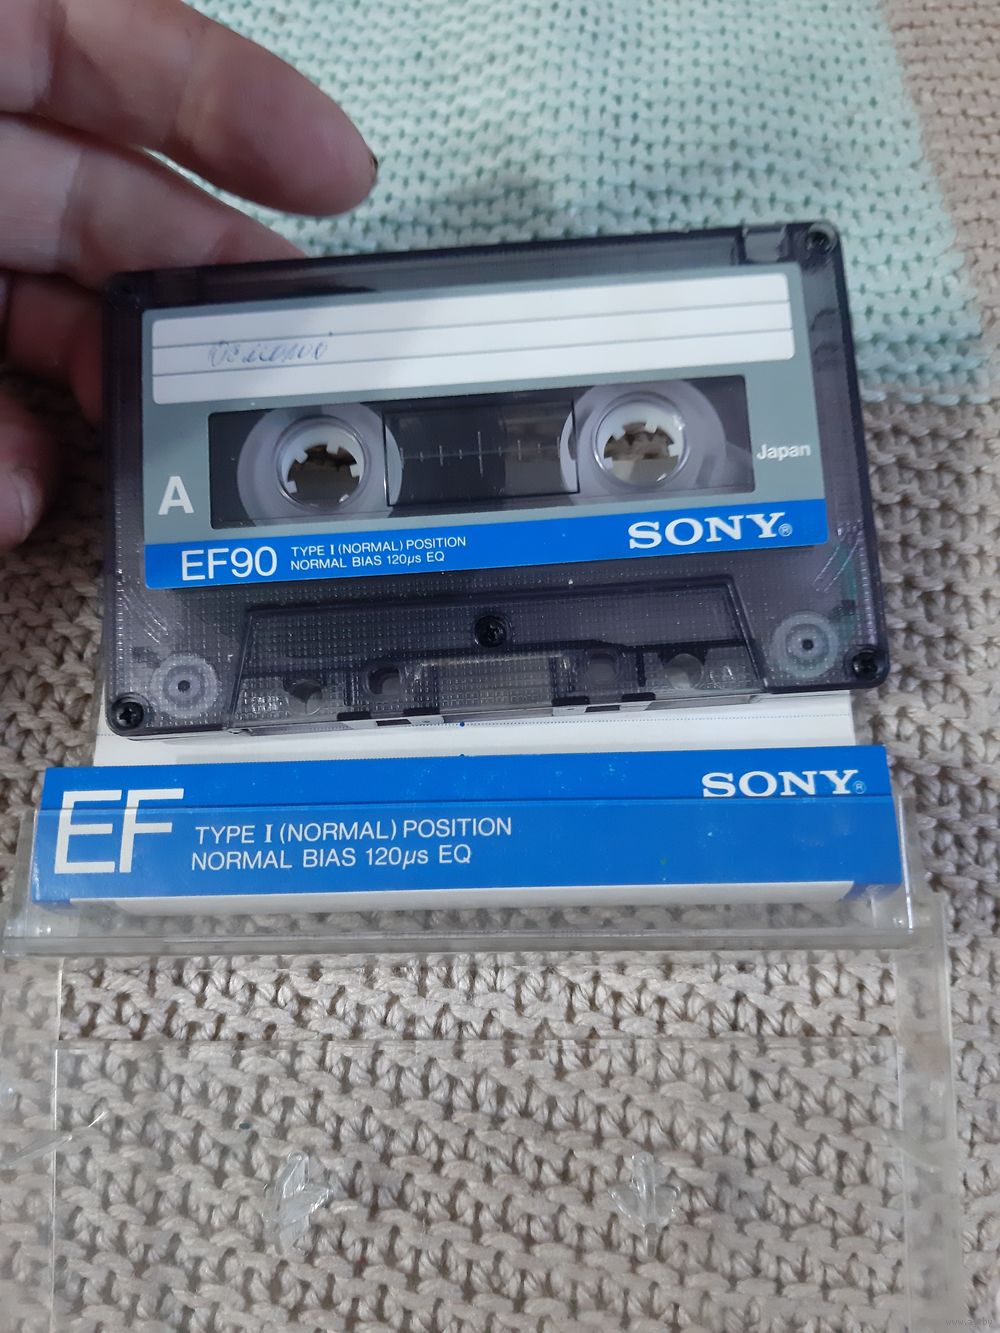 A
Japan
EF90 TYPE I (NORMAL) POSITION
NORMAL BIAS 120µs EQ
SONY®
SONY®
EF
TYPE I (NORMAL) POSITION
NORMAL BIAS 120µs EQ